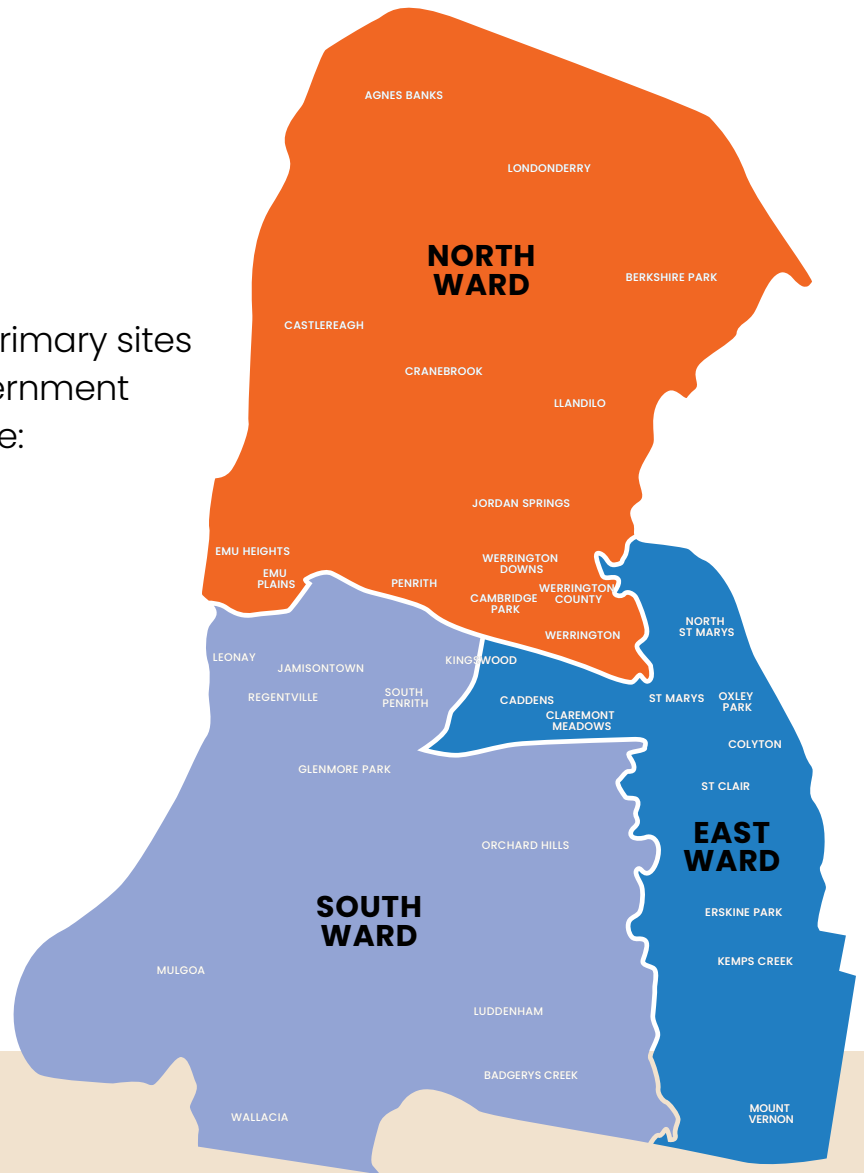 AGNES BANKS
LONDONDERRY
NORTH
WARD
BERKSHIRE PARK
CASTLEREAGH
rimary sites
ernment
e:
CRANEBROOK
LLANDILO
JORDAN SPRINGS
EMU HEIGHTS
EMU
PLAINS
PENRITH
WERRINGTON
DOWNS
CAMBRIDGE
PARK
WERRINGTON
COUNTY
WERRINGTON
NORTH
ST MARYS
LEONAY
JAMISONTOWN
KINGSWOOD
REGENTVILLE
SOUTH
PENRITH
CADDENS
CLAREMONT
MEADOWS
ST MARYS
OXLEY
PARK
COLYTON
GLENMORE PARK
ST CLAIR
ORCHARD HILLS
EAST
WARD
SOUTH
WARD
ERSKINE PARK
KEMPS CREEK
MULGOA
LUDDENHAM
BADGERYS CREEK
WALLACIA
MOUNT
VERNON